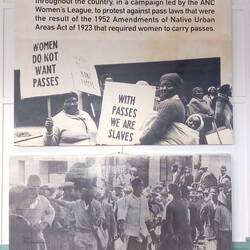 throughout the country, in a campaign led by the ANC
Women's League, to protest against pass laws that were
the result of the 1952 Amendments of Native Urban
Areas Act of 1923 that required women to carry passes.
WOMEN
DO NOT
WANT
PASSES
WITH
PASSES
WE ARE
SLAVES